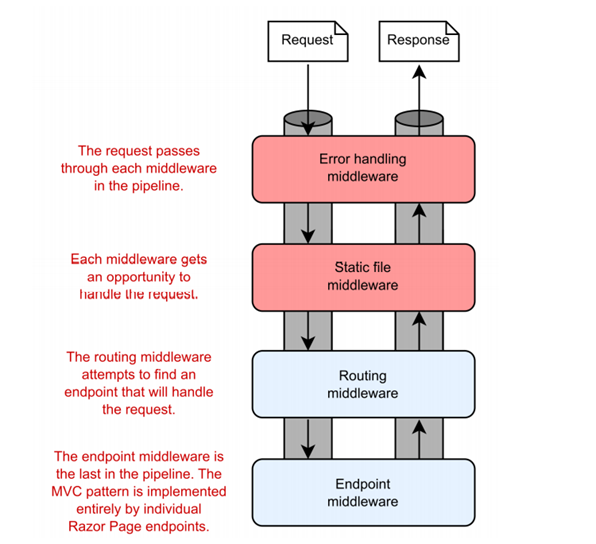 Request
Response
The request passes
through each middleware
in the pipeline.
Error handling
middleware
Each middleware gets
an opportunity to
handle the request.
Static file
middleware
The routing middleware
attempts to find an
endpoint that will handle
the request.
Routing
middleware
The endpoint middleware is
the last in the pipeline. The
MVC pattern is implemented
entirely by individual
Razor Page endpoints.
Endpoint
middleware